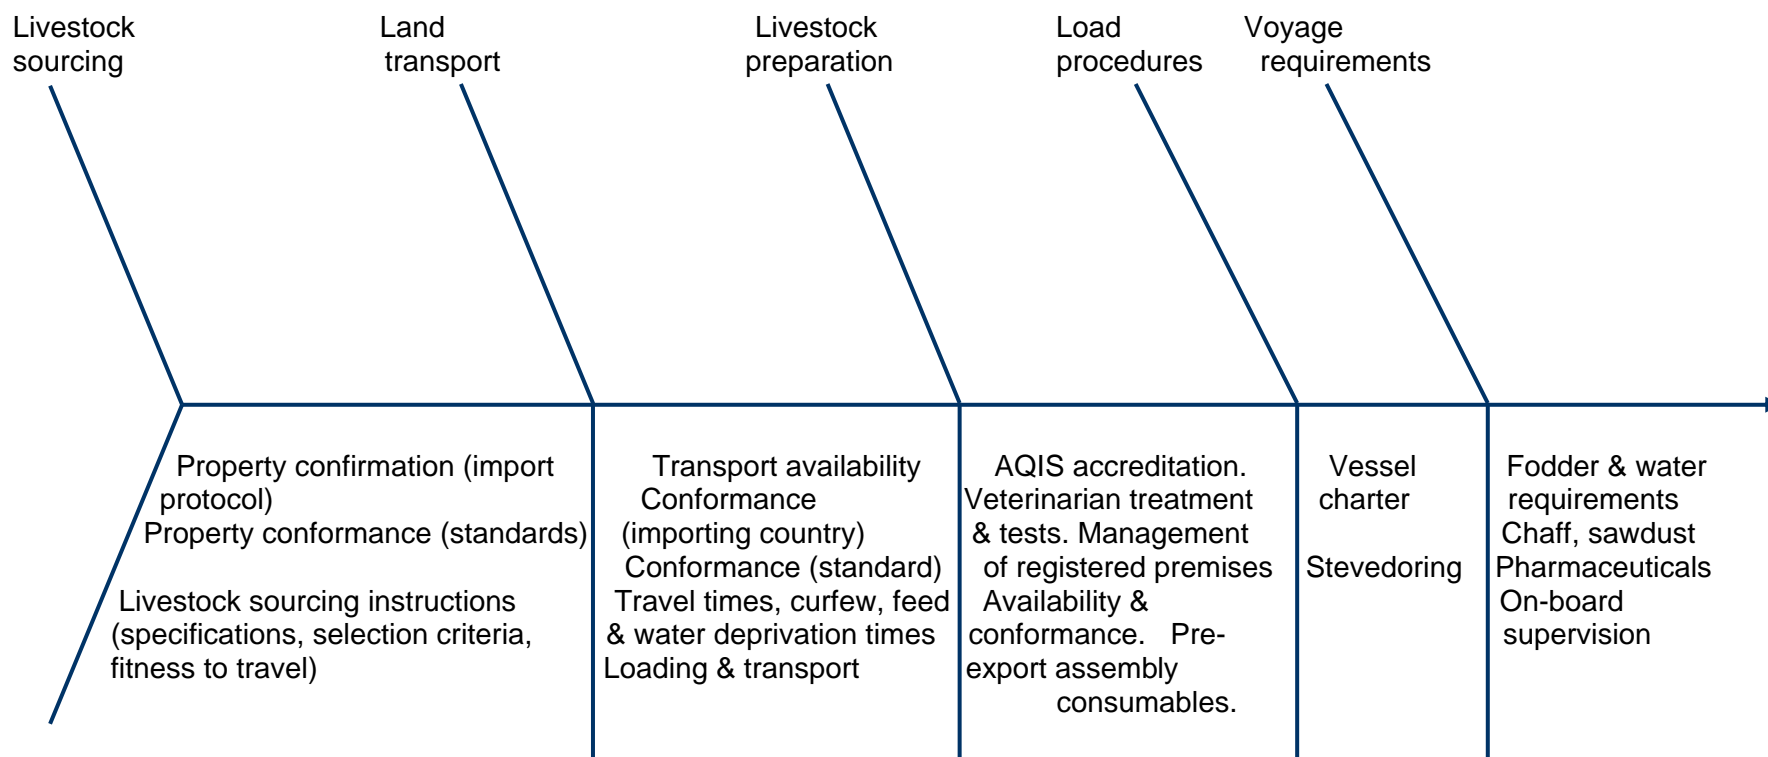 Livestock
sourcing
Land
transport
Livestock
preparation
Load
procedures
Voyage
requirements
Property confirmation (import
protocol)
Property conformance (standards)
Livestock sourcing instructions
(specifications, selection criteria,
fitness to travel)
Transport availability
Conformance
(importing country)
Conformance (standard)
Travel times, curfew, feed
& water deprivation times
Loading & transport
AQIS accreditation.
Veterinarian treatment
& tests. Management
of registered premises
Availability &
conformance. Pre-
export assembly
consumables.
Vessel
charter
Stevedoring
Fodder & water
requirements
Chaff, sawdust
Pharmaceuticals
On-board
supervision